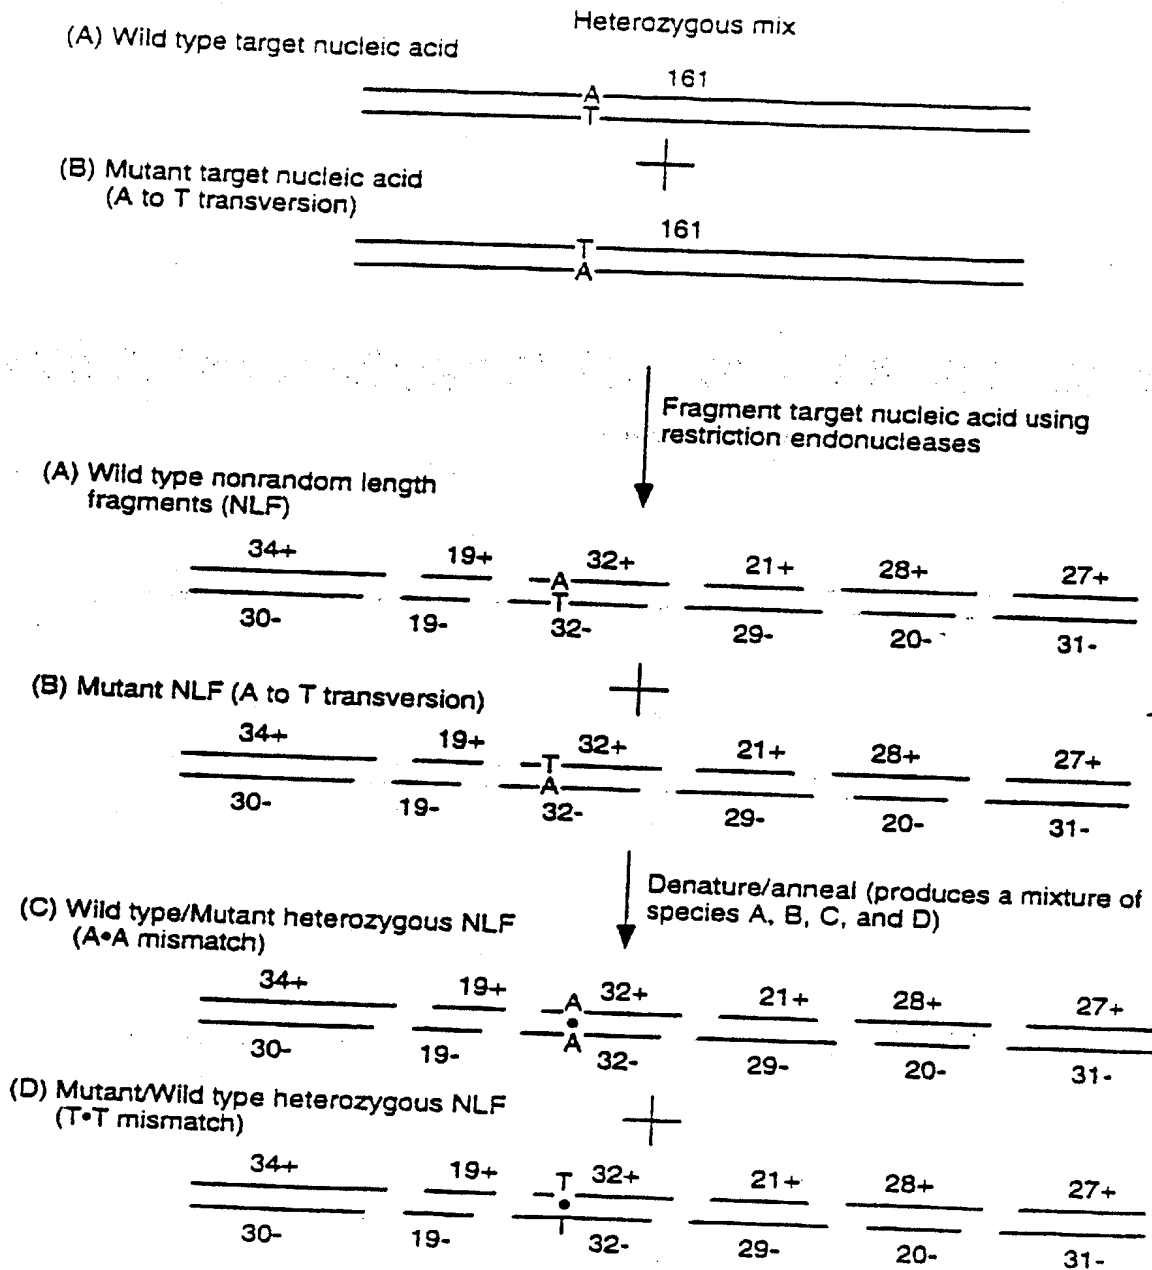 Heterozygous mix
(A) Wild type target nucleic acid
161
A
T
(B) Mutant target nucleic acid
(A to T transversion)
161
T
A
Fragment target nucleic acid using
restriction endonucleases
(A) Wild type nonrandom length
fragments (NLF)
34+ 19+ 32+ 21+ 28+ 27+
A
T
30- 19- 32- 29- 20- 31-
(B) Mutant NLF (A to T transversion)
34+ 19+ 32+ 21+ 28+ 27+
T
A
30- 19- 32- 29- 20- 31-
Denature/anneal (produces a mixture of
species A, B, C, and D)
(C) Wild type/Mutant heterozygous NLF
(A•A mismatch)
34+ 19+ 32+ 21+ 28+ 27+
A
•
A
30- 19- 32- 29- 20- 31-
(D) Mutant/Wild type heterozygous NLF
(T•T mismatch)
34+ 19+ 32+ 21+ 28+ 27+
T
•
T
30- 19- 32- 29- 20- 31-